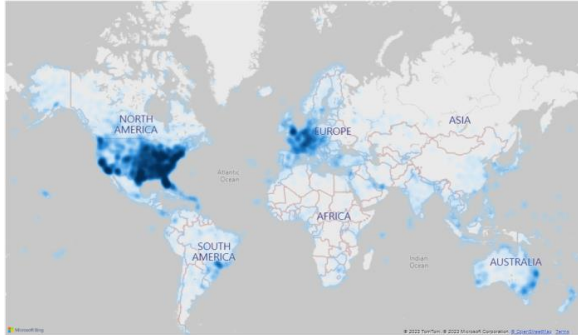 NORTH
AMERICA
EUROPE
ASIA
Atlantic
Ocean
AFRICA
SOUTH
AMERICA
Indian
Ocean
AUSTRALIA
Microsoft Bing
© 2023 TomTom, © 2023 Microsoft Corporation, © OpenStreetMap Terms